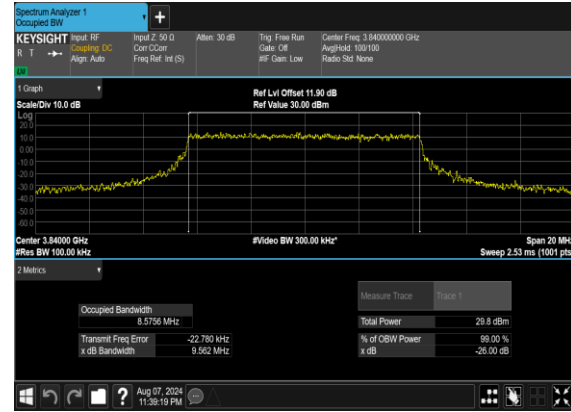 Spectrum Analyzer 1
Occupied BW
KEYSIGHT
R T
LU
Input: RF
Coupling: DC
Align: Auto
Input Z: 50 Ω
Corr CCorr
Freq Ref: Int (S)
Atten: 30 dB
Trig: Free Run
Gate: Off
#IF Gain: Low
Center Freq: 3.840000000 GHz
Avg|Hold: 100/100
Radio Std: None
1 Graph
Scale/Div 10.0 dB
Ref Lvl Offset 11.90 dB
Ref Value 30.00 dBm
Log
20.0
10.0
0.00
-10.0
-20.0
-30.0
-40.0
-50.0
-60.0
Center 3.84000 GHz
#Res BW 100.00 kHz
#Video BW 300.00 kHz*
Span 20 MHz
Sweep 2.53 ms (1001 pts
2 Metrics
Occupied Bandwidth
8.5756 MHz
Transmit Freq Error -22.780 kHz
x dB Bandwidth 9.562 MHz
Measure Trace Trace 1
Total Power 29.8 dBm
% of OBW Power 99.00 %
x dB -26.00 dB
?
Aug 07, 2024
11:39:19 PM